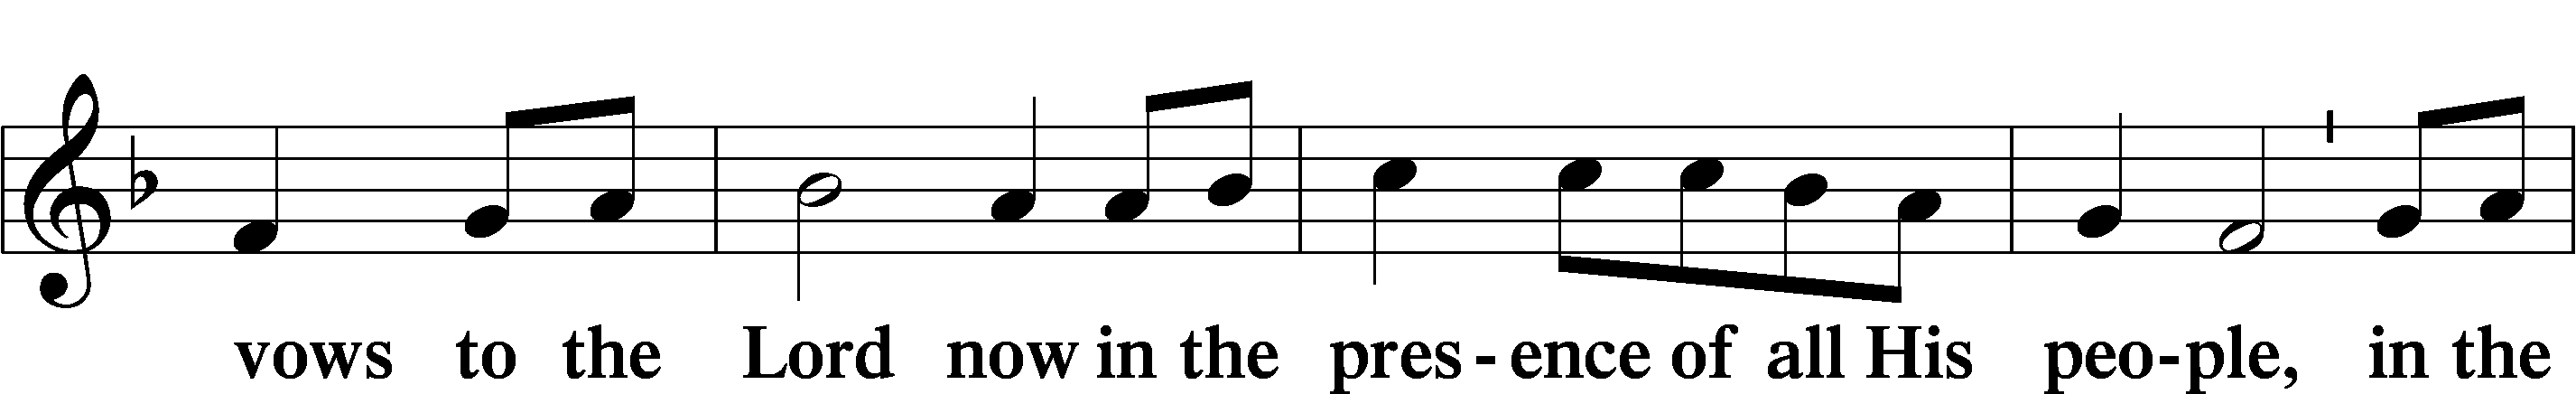 vows to the Lord now in the pres - ence of all His peo-ple, in the